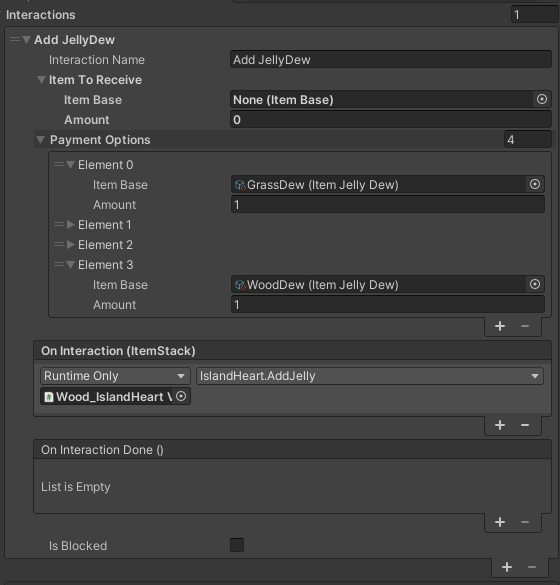 Interactions 1
Add JellyDew
Interaction Name Add JellyDew
Item To Receive
Item Base None (Item Base)
Amount 0
Payment Options 4
Element 0
Item Base GrassDew (Item Jelly Dew)
Amount 1
Element 1
Element 2
Element 3
Item Base WoodDew (Item Jelly Dew)
Amount 1
+ −
On Interaction (ItemStack)
Runtime Only IslandHeart.AddJelly
Wood_IslandHeart
+ −
On Interaction Done ()
List is Empty
+ −
Is Blocked
+ −